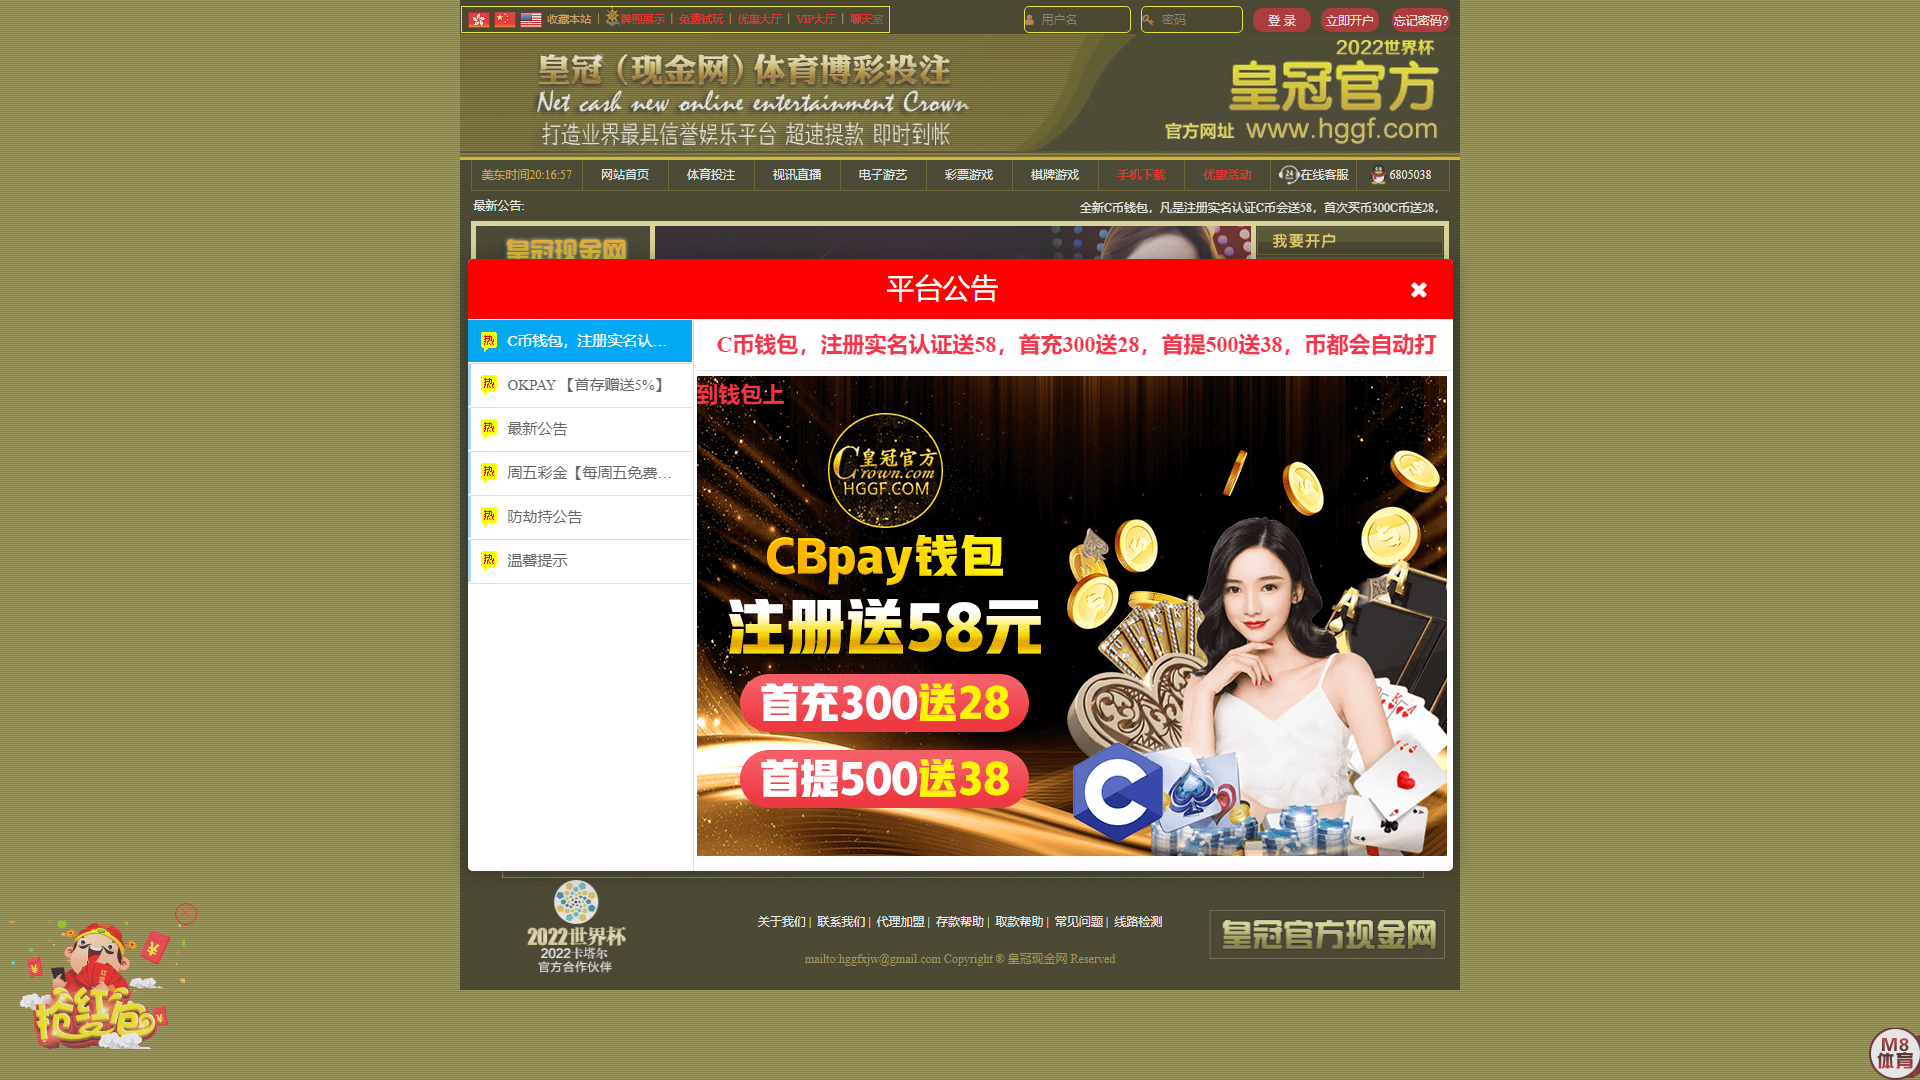 收藏本站 | 牌照展示 | 免费试玩 | 优惠大厅 | VIP大厅 | 聊天室
用户名
密码
登 录
立即开户
忘记密码?
皇冠（现金网）体育博彩投注
Net cash new online entertainment Crown
打造业界最具信誉娱乐平台 超速提款 即时到帐
2022世界杯
皇冠官方
官方网址 www.hggf.com
美东时间20:16:57
网站首页
体育投注
视讯直播
电子游艺
彩票游戏
棋牌游戏
手机下载
优惠活动
24
在线客服
6805038
最新公告:
全新C币钱包，凡是注册实名认证C币会送58，首次买币300C币送28，
皇冠现金网
我要开户
平台公告
热 C币钱包，注册实名认...
热 OKPAY 【首存赠送5%】
热 最新公告
热 周五彩金【每周五免费...
热 防劫持公告
热 温馨提示
C币钱包，注册实名认证送58，首充300送28，首提500送38，币都会自动打
到钱包上
皇冠官方
Crown.com
HGGF.COM
CBpay钱包
注册送58元
首充300送28
首提500送38
2022世界杯
2022卡塔尔
官方合作伙伴
关于我们 | 联系我们 | 代理加盟 | 存款帮助 | 取款帮助 | 常见问题 | 线路检测
mailto:hggfxjw@gmail.com Copyright ® 皇冠现金网 Reserved
皇冠官方现金网
抢红包
M8
体育